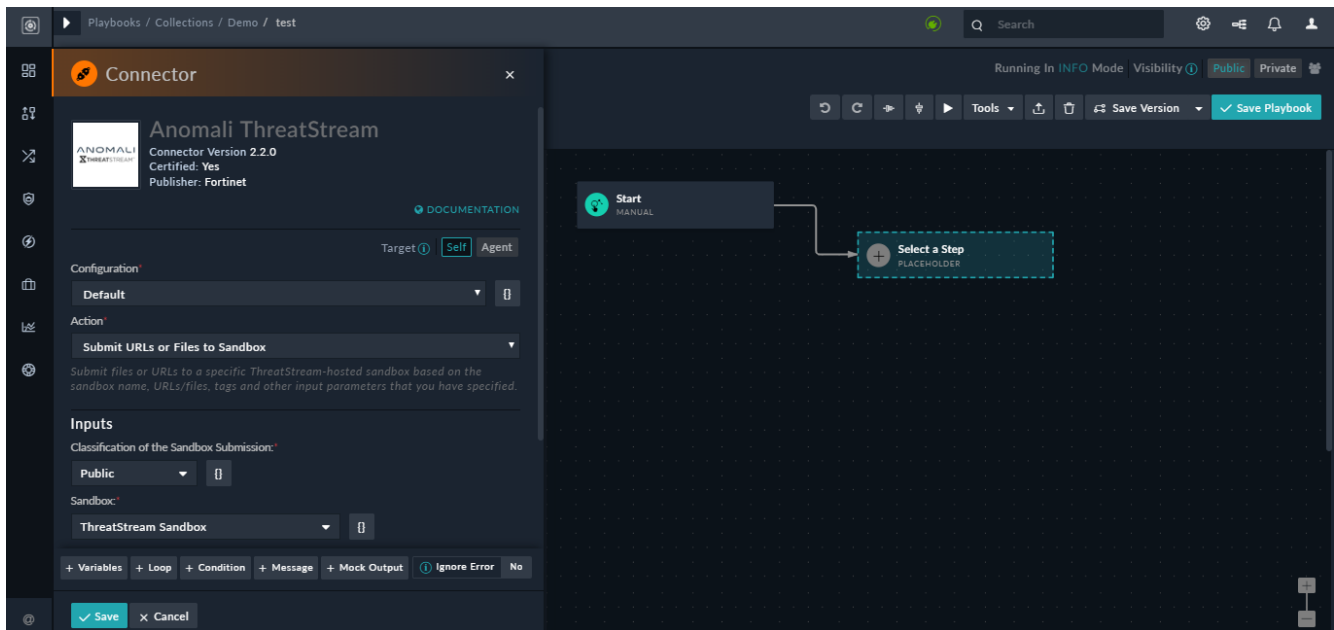 Playbooks / Collections / Demo / test
Search
Connector
×
Running In INFO Mode Visibility Public Private
Tools
Save Version
Save Playbook
ANOMALI
THREATSTREAM
Anomali ThreatStream
Connector Version 2.2.0
Certified: Yes
Publisher: Fortinet
DOCUMENTATION
Target Self Agent
Configuration*
Default {}
Action*
Submit URLs or Files to Sandbox
Submit files or URLs to a specific ThreatStream-hosted sandbox based on the
sandbox name, URLs/files, tags and other input parameters that you have specified.
Inputs
Classification of the Sandbox Submission:*
Public {}
Sandbox:*
ThreatStream Sandbox {}
+ Variables + Loop + Condition + Message + Mock Output Ignore Error No
Save × Cancel
@
Start
MANUAL
Select a Step
PLACEHOLDER